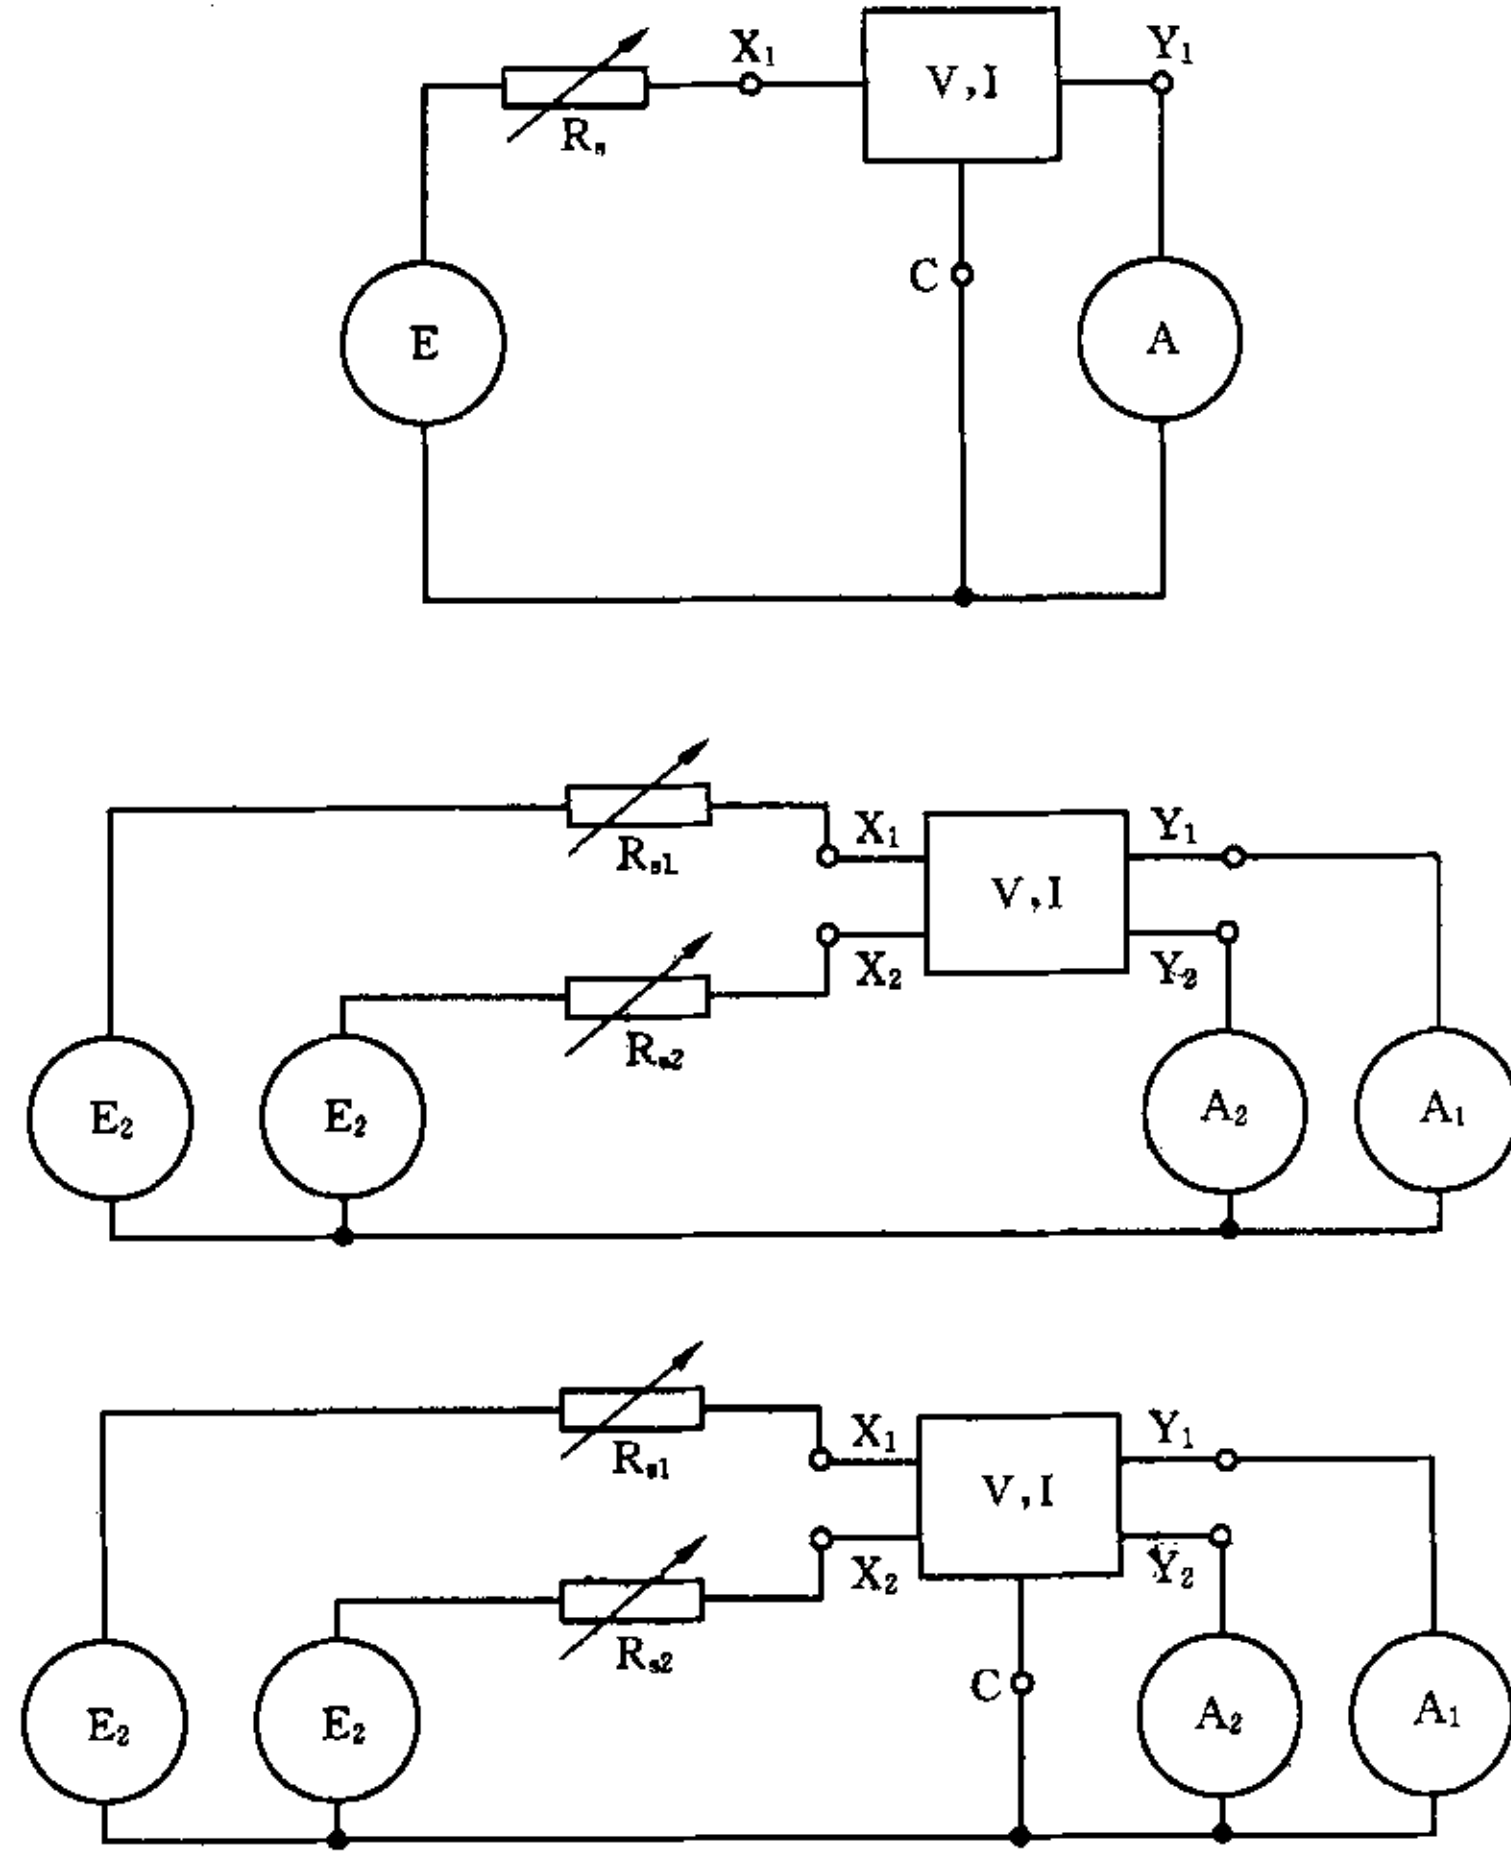 X₁
V,I
Y₁
Rₛ
C
E
A
X₁
Y₁
Rₛ₁
V,I
X₂
Y₂
Rₛ₂
E₂
E₂
A₂
A₁
X₁
Y₁
Rₛ₁
V,I
X₂
Y₂
Rₛ₂
C
E₂
E₂
A₂
A₁